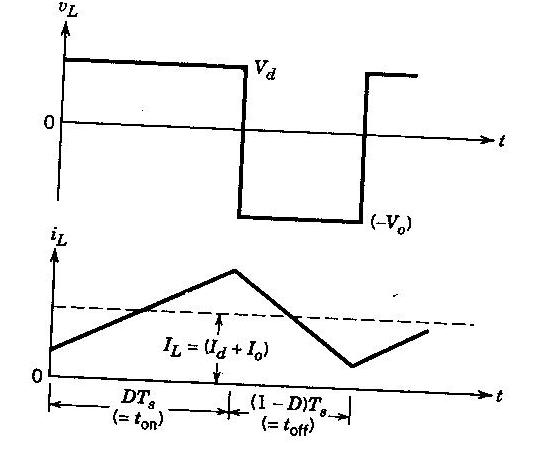 v_L
V_d
0
t
(−V_o)
i_L
I_L = (I_d + I_o)
0
t
DT_s
(1 − D)T_s
(= t_on)
(= t_off)